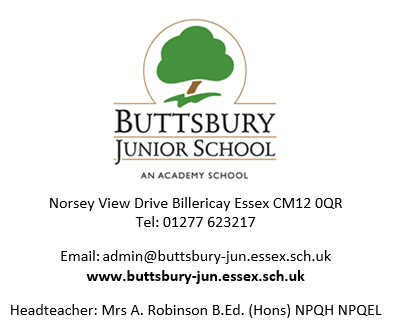 BUTTSBURY
JUNIOR SCHOOL
AN ACADEMY SCHOOL
Norsey View Drive Billericay Essex CM12 0QR
Tel: 01277 623217
Email: admin@buttsbury-jun.essex.sch.uk
www.buttsbury-jun.essex.sch.uk
Headteacher: Mrs A. Robinson B.Ed. (Hons) NPQH NPQEL